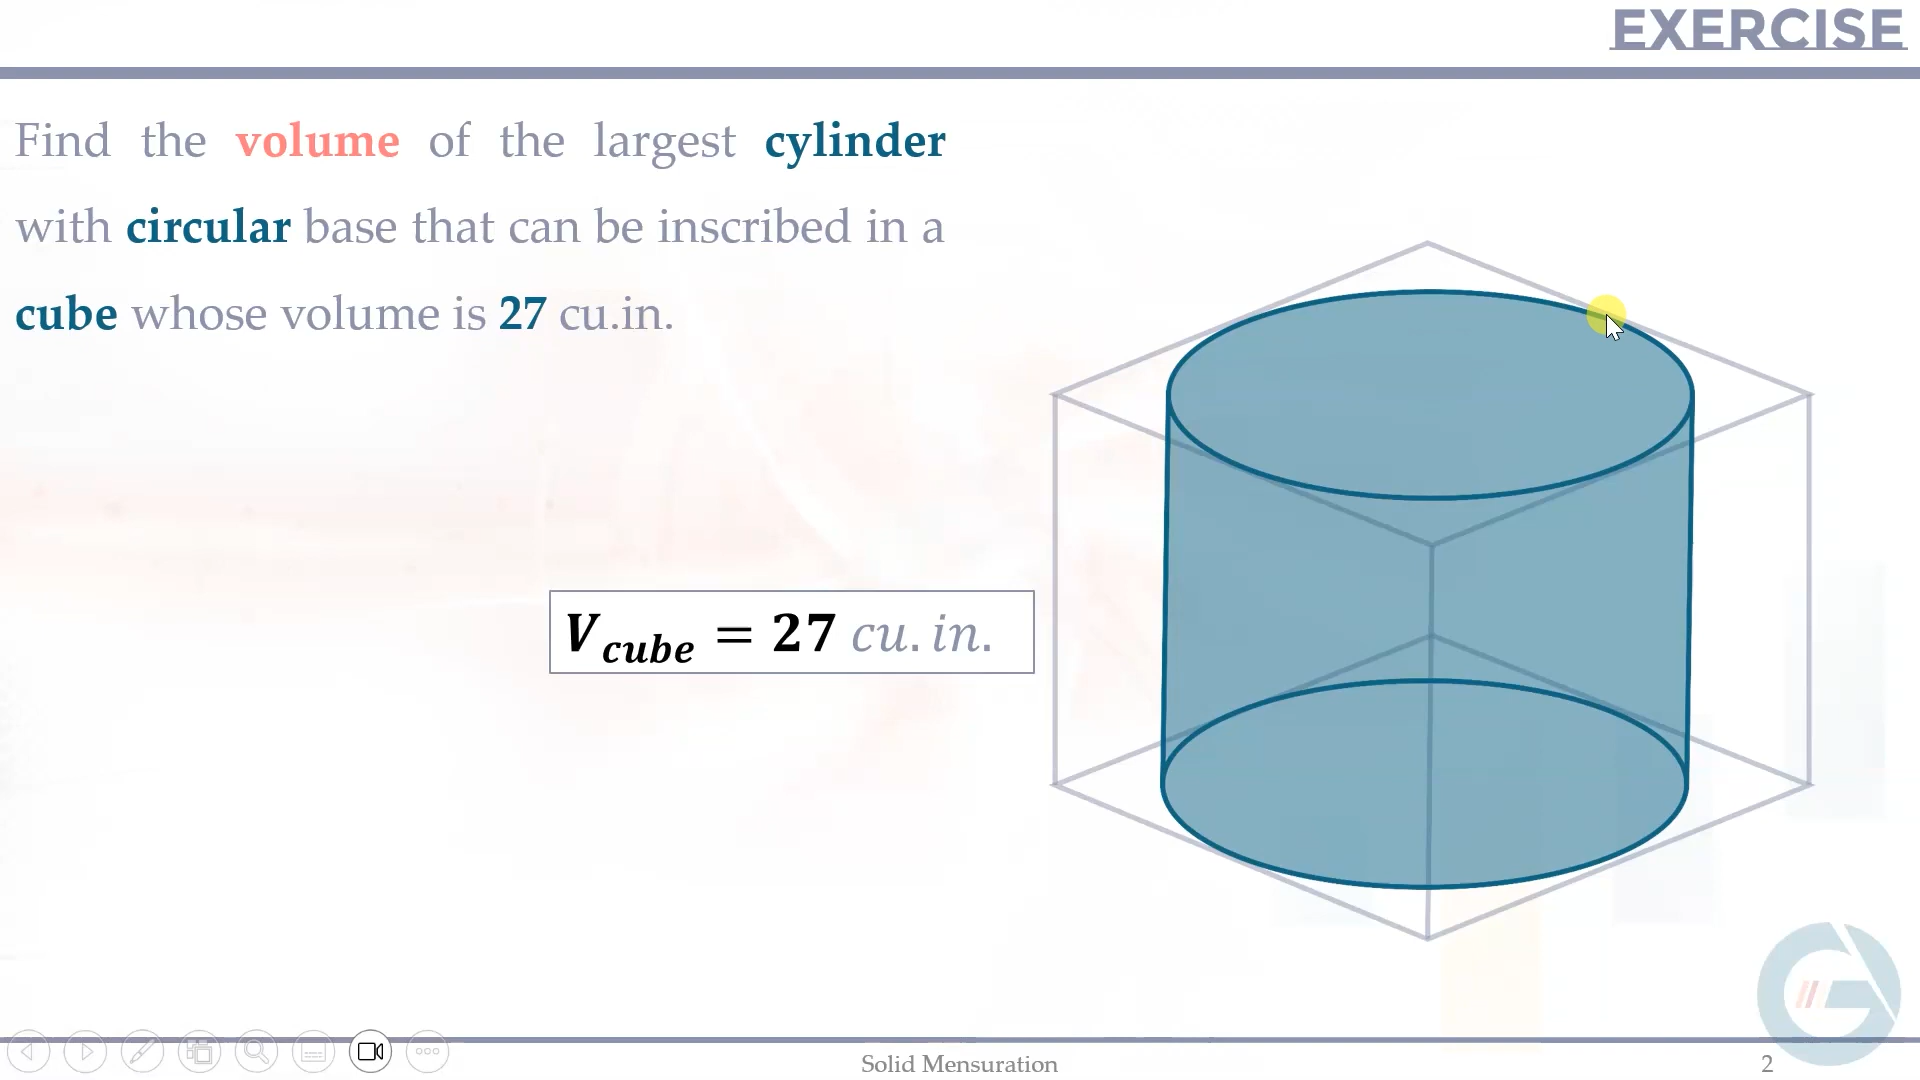 EXERCISE
Find the volume of the largest cylinder
with circular base that can be inscribed in a
cube whose volume is 27 cu.in.
V_cube = 27 cu. in.
Solid Mensuration
2